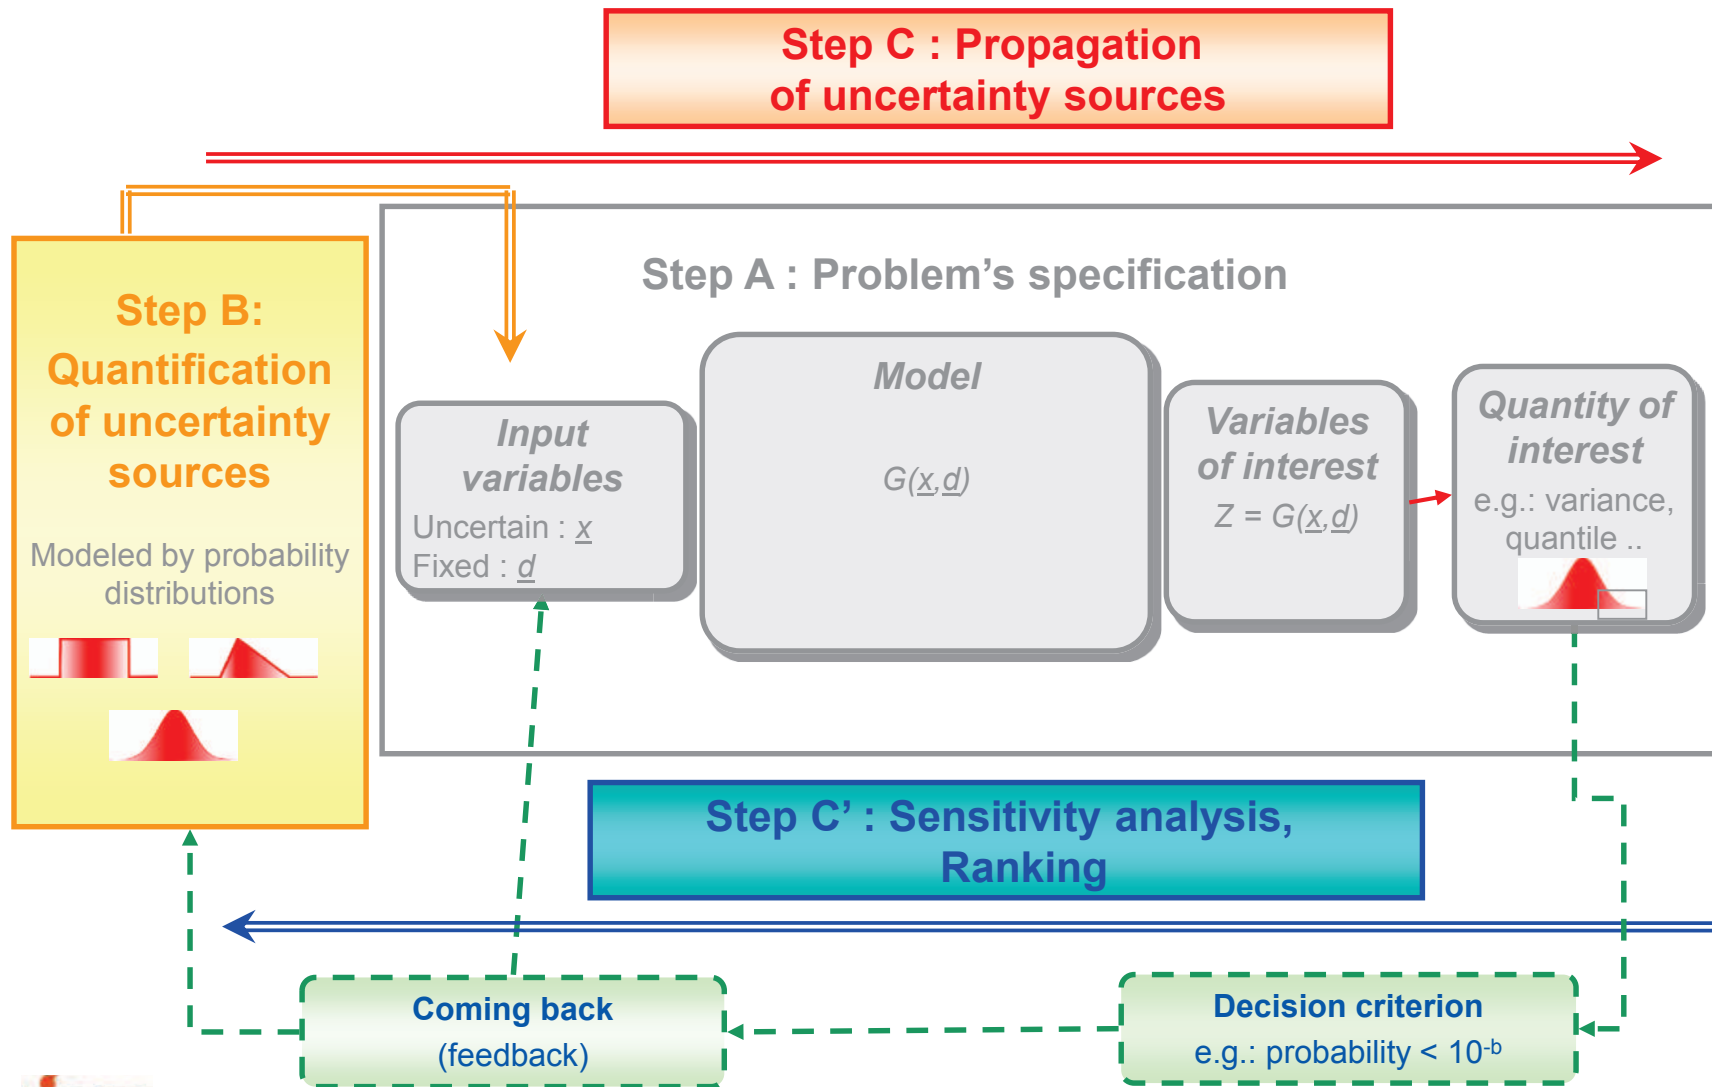 Step C : Propagation
of uncertainty sources
Step A : Problem's specification
Step B:
Quantification
of uncertainty
sources
Modeled by probability
distributions
Input
variables
Uncertain : x
Fixed : d
Model
G(x,d)
Variables
of interest
Z = G(x,d)
Quantity of
interest
e.g.: variance,
quantile ..
Step C’ : Sensitivity analysis,
Ranking
Coming back
(feedback)
Decision criterion
e.g.: probability < 10⁻ᵇ